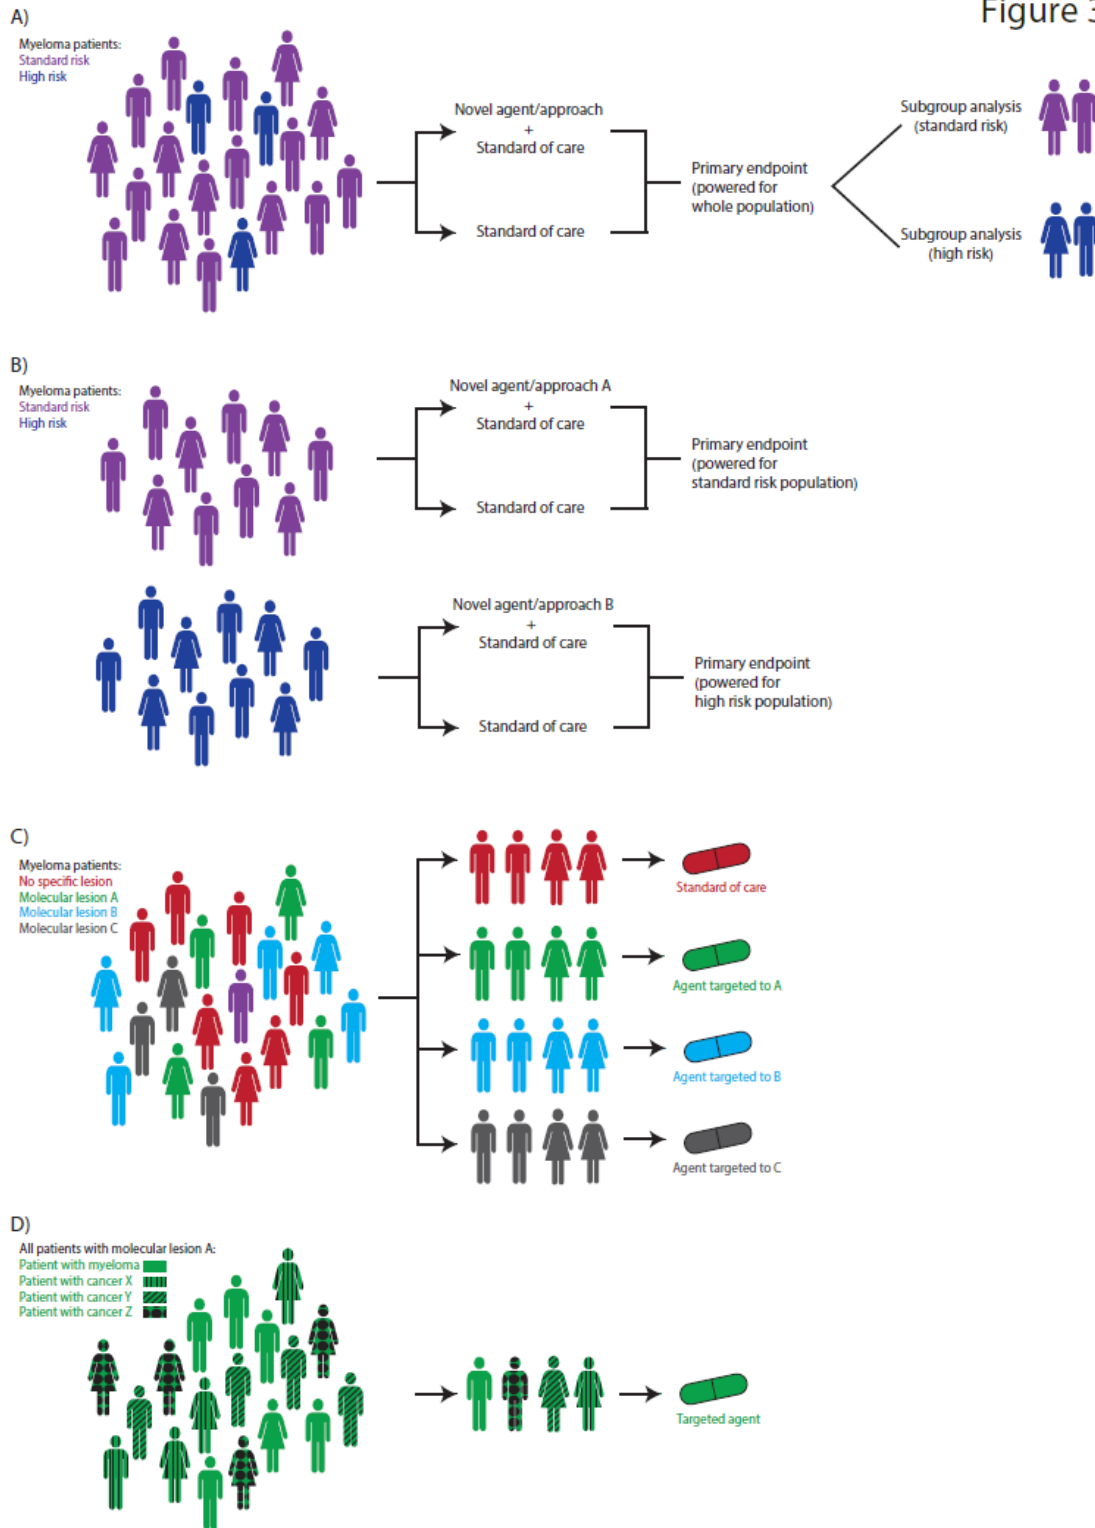 Figure 3
A)
Myeloma patients:
Standard risk
High risk
Novel agent/approach
+
Standard of care
Standard of care
Primary endpoint
(powered for
whole population)
Subgroup analysis
(standard risk)
Subgroup analysis
(high risk)
B)
Myeloma patients:
Standard risk
High risk
Novel agent/approach A
+
Standard of care
Standard of care
Primary endpoint
(powered for
standard risk population)
Novel agent/approach B
+
Standard of care
Standard of care
Primary endpoint
(powered for
high risk population)
C)
Myeloma patients:
No specific lesion
Molecular lesion A
Molecular lesion B
Molecular lesion C
Standard of care
Agent targeted to A
Agent targeted to B
Agent targeted to C
D)
All patients with molecular lesion A:
Patient with myeloma
Patient with cancer X
Patient with cancer Y
Patient with cancer Z
Targeted agent